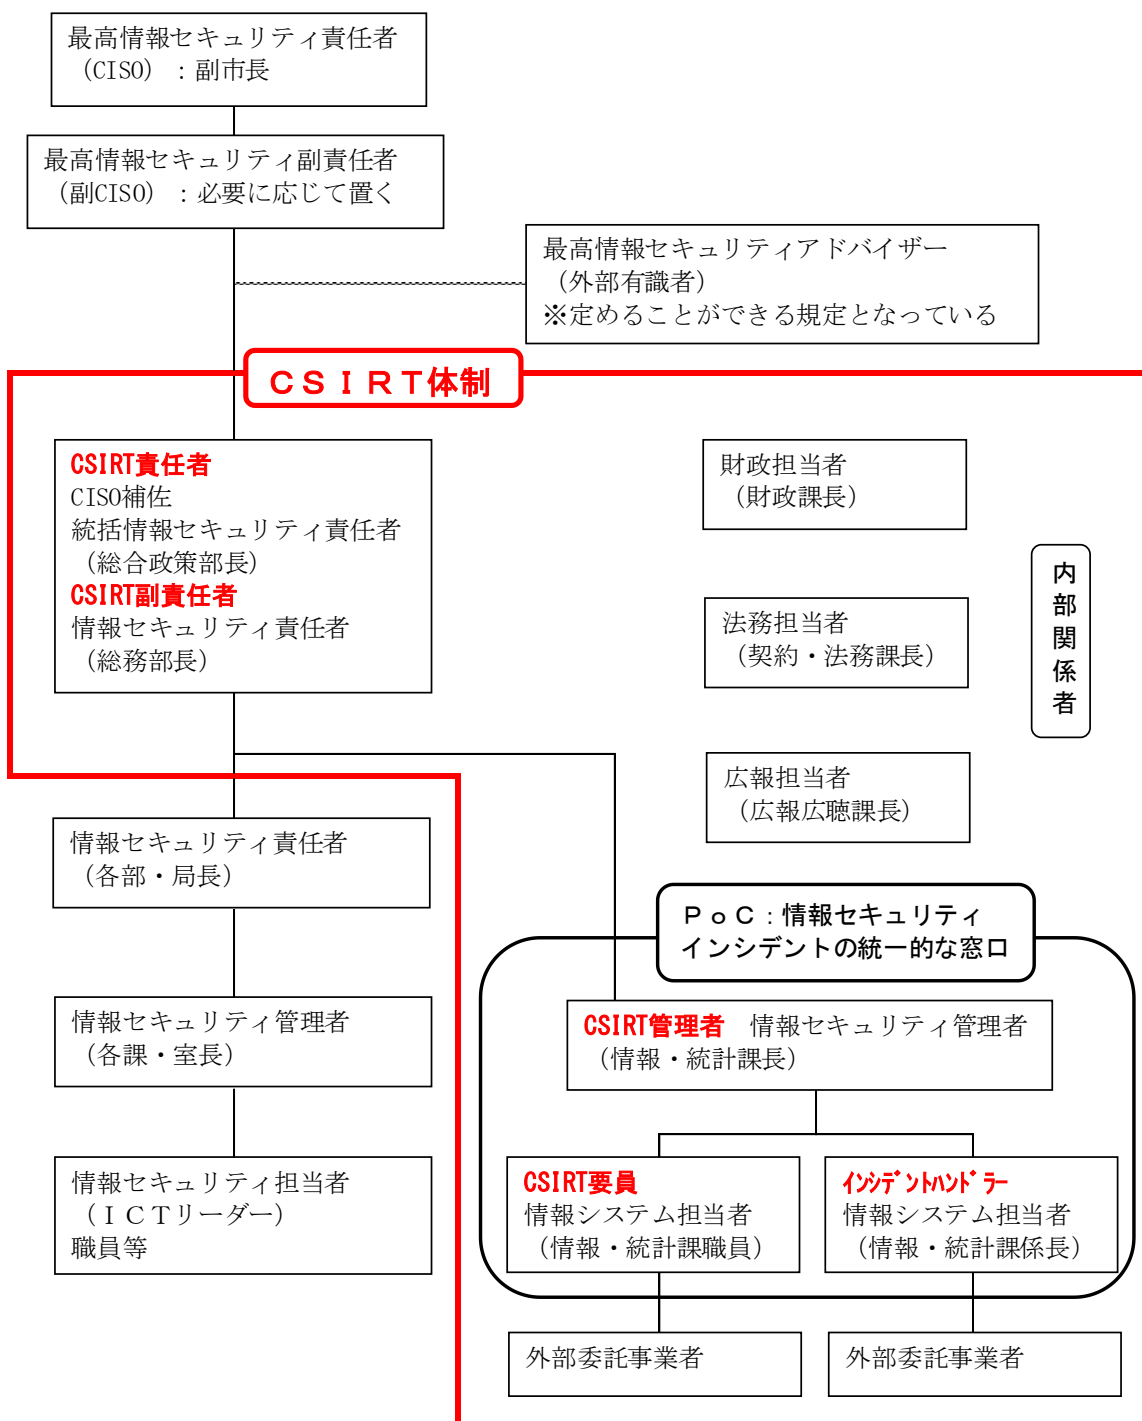 最高情報セキュリティ責任者
（CISO）：副市長
最高情報セキュリティ副責任者
（副CISO）：必要に応じて置く
最高情報セキュリティアドバイザー
（外部有識者）
※定めることができる規定となっている
ＣＳＩＲＴ体制
CSIRT責任者
CISO補佐
統括情報セキュリティ責任者
（総合政策部長）
CSIRT副責任者
情報セキュリティ責任者
（総務部長）
財政担当者
（財政課長）
法務担当者
（契約・法務課長）
広報担当者
（広報広聴課長）
内部関係者
情報セキュリティ責任者
（各部・局長）
情報セキュリティ管理者
（各課・室長）
情報セキュリティ担当者
（ＩＣＴリーダー）
職員等
ＰｏＣ：情報セキュリティ
インシデントの統一的な窓口
CSIRT管理者　情報セキュリティ管理者
（情報・統計課長）
CSIRT要員
情報システム担当者
（情報・統計課職員）
ｲﾝｼﾃﾞﾝﾄﾊﾝﾄﾞﾗｰ
情報システム担当者
（情報・統計課係長）
外部委託事業者
外部委託事業者